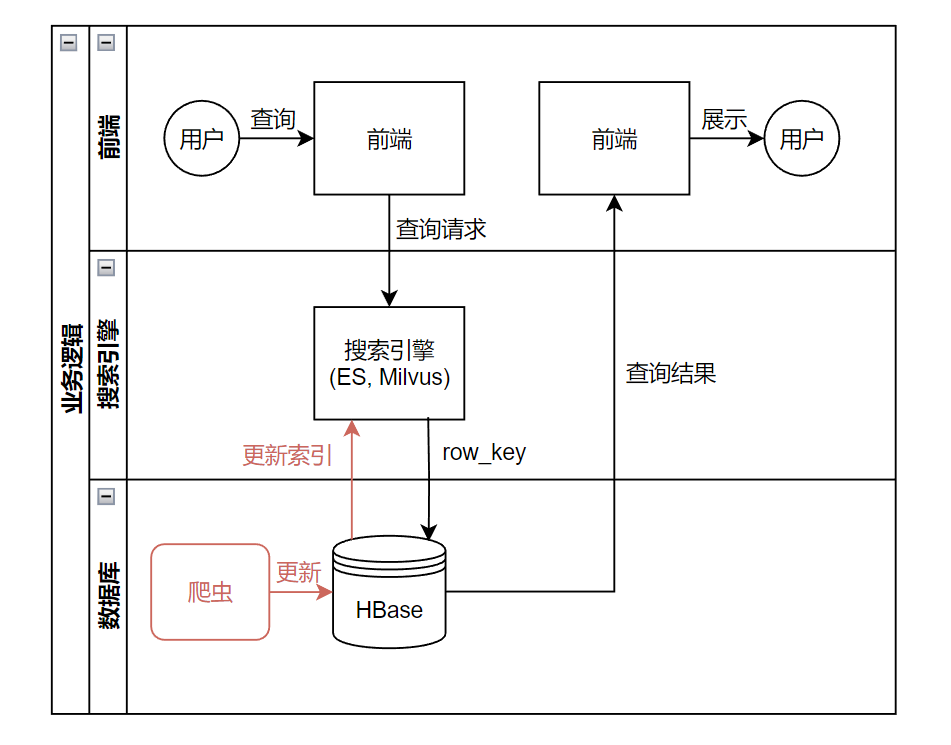 业务逻辑
前端
用户
查询
前端
前端
展示
用户
查询请求
搜索引擎
搜索引擎
(ES, Milvus)
查询结果
更新索引
row_key
数据库
爬虫
更新
HBase